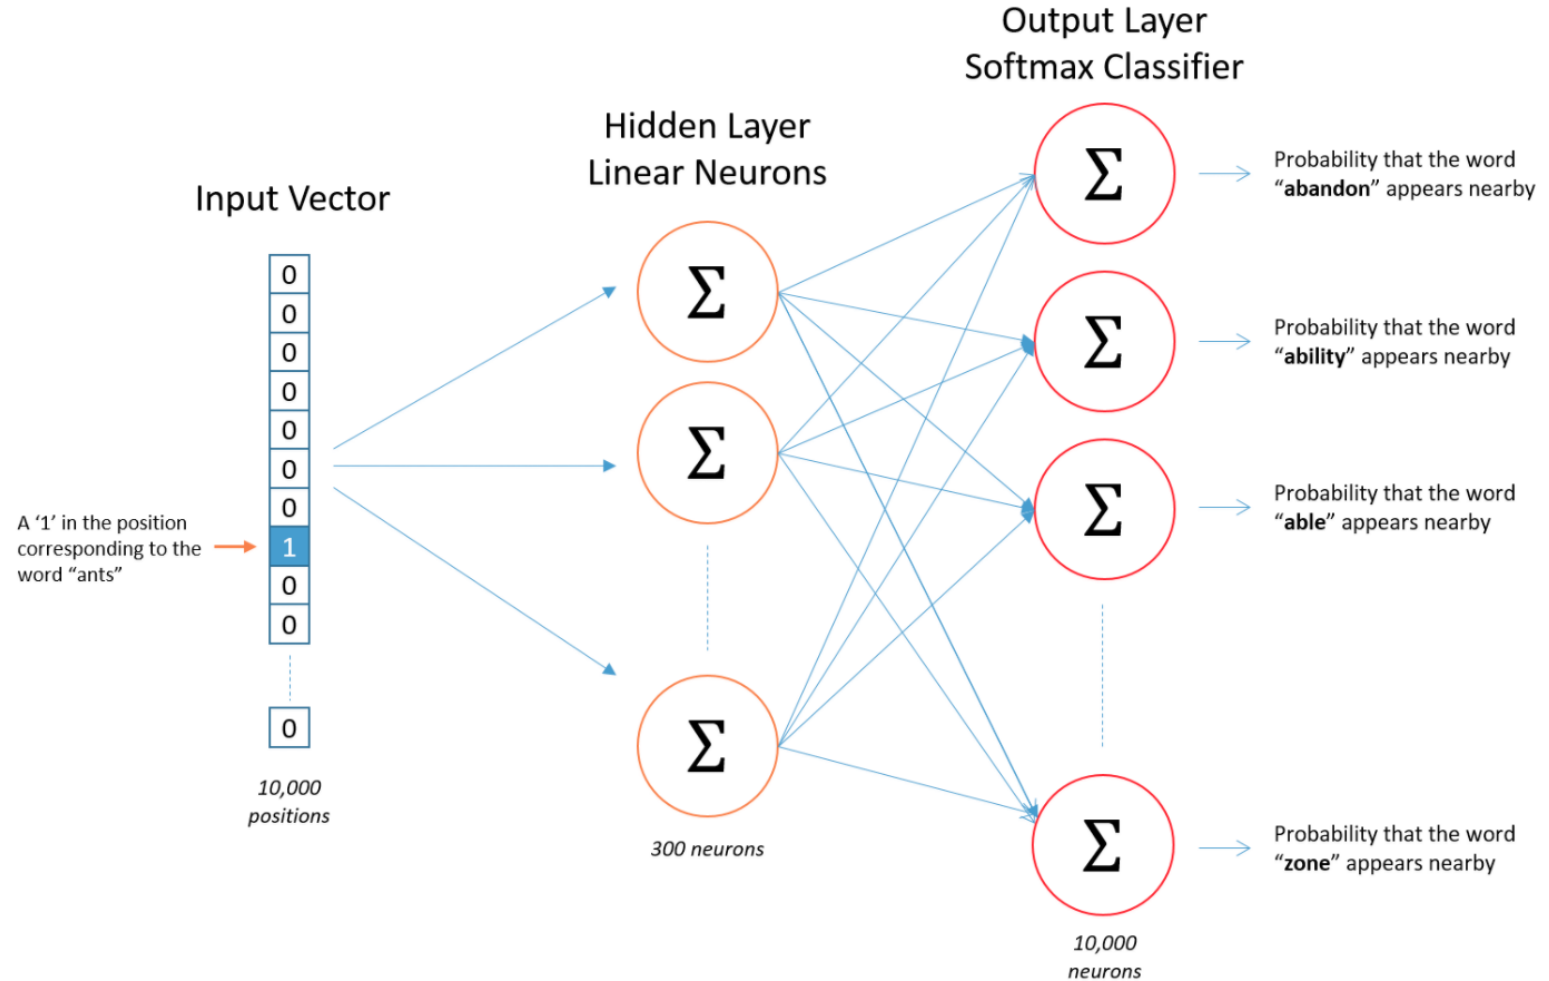 Output Layer
Softmax Classifier
Hidden Layer
Linear Neurons
Input Vector
0
0
0
0
0
0
0
1
0
0
0
A ‘1’ in the position
corresponding to the
word “ants”
10,000
positions
Σ
Σ
Σ
300 neurons
Σ
Σ
Σ
Σ
10,000
neurons
Probability that the word
“abandon” appears nearby
Probability that the word
“ability” appears nearby
Probability that the word
“able” appears nearby
Probability that the word
“zone” appears nearby